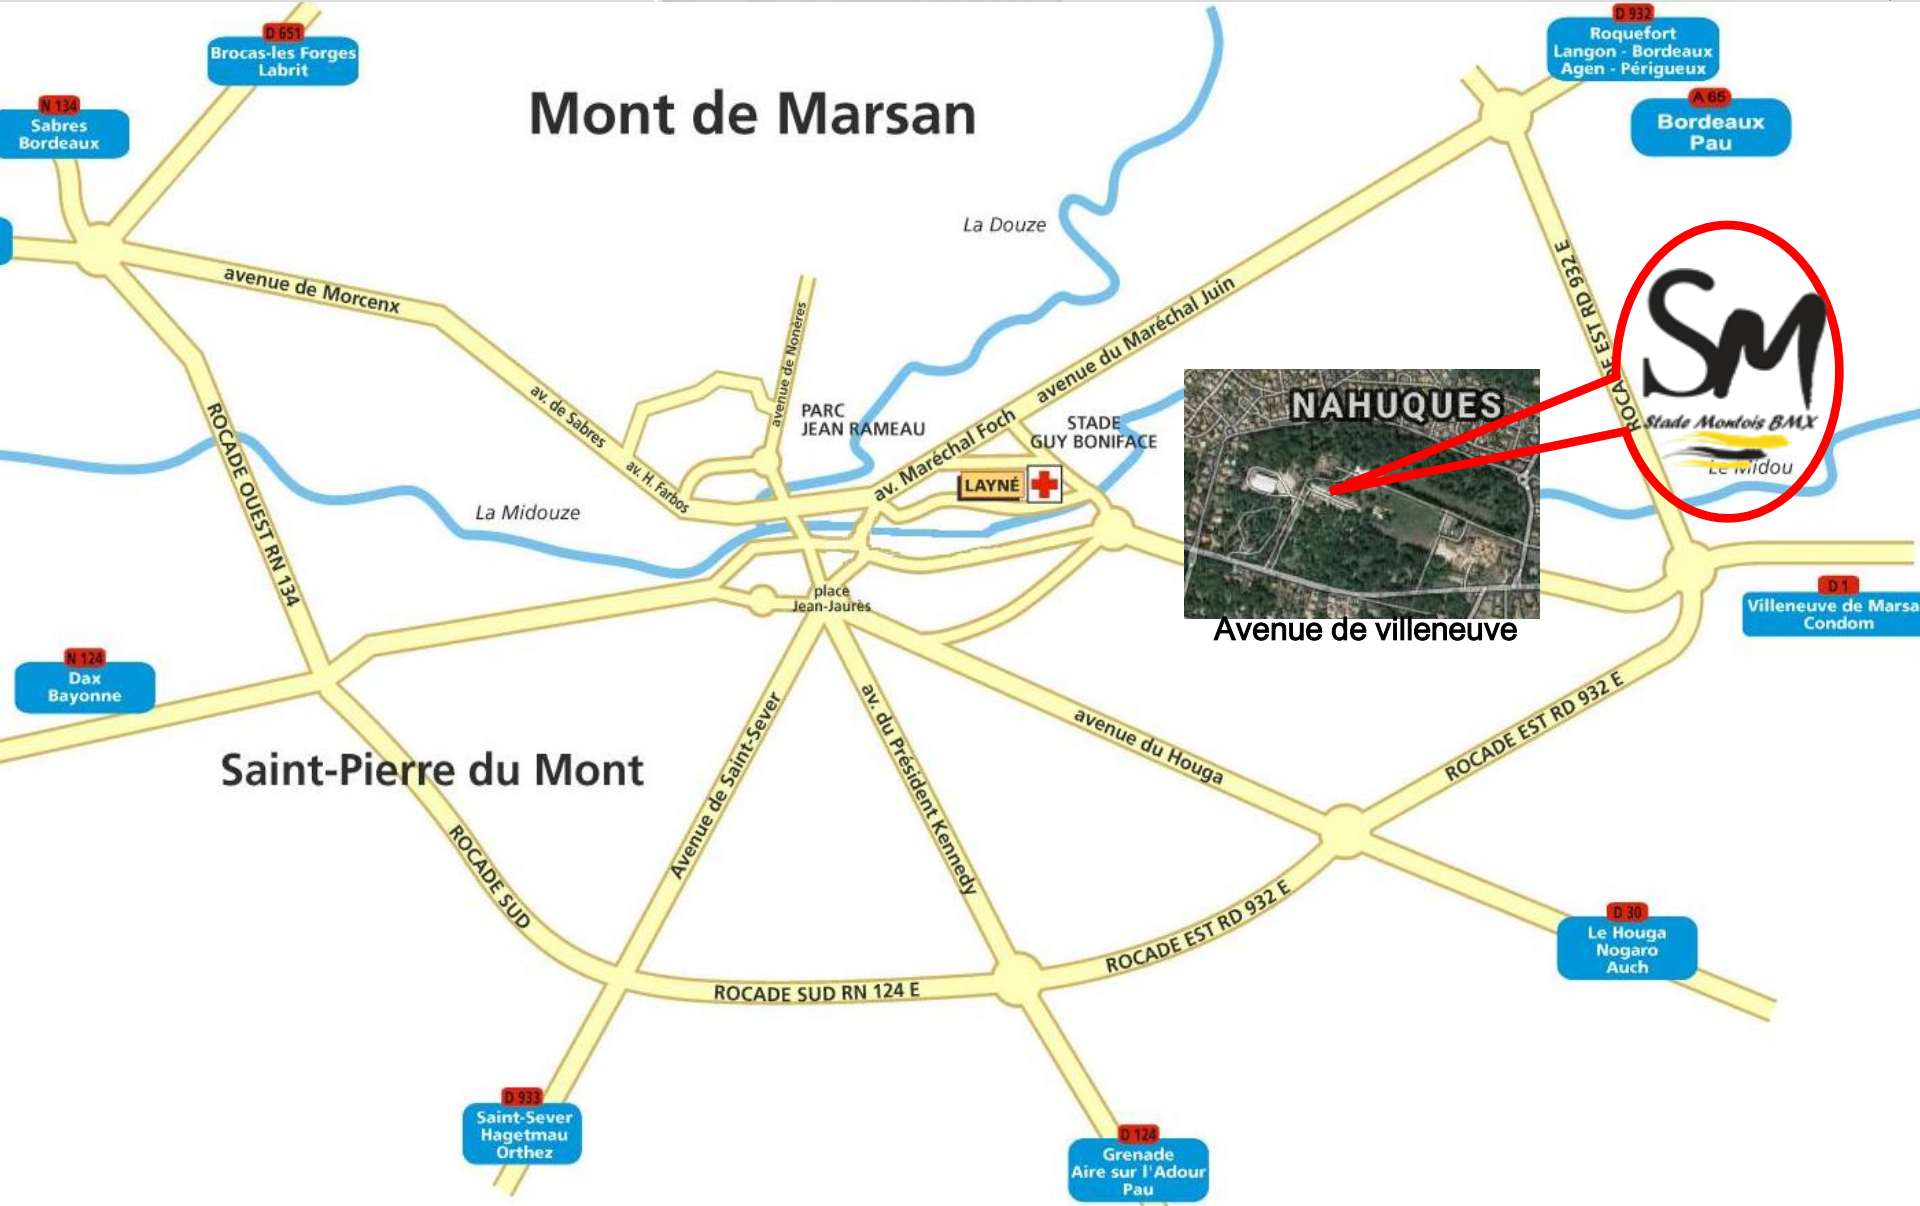 D 651
Brocas-les Forges
Labrit
N 134
Sabres
Bordeaux
Mont de Marsan
D 932
Roquefort
Langon - Bordeaux
Agen - Périgueux
A 65
Bordeaux
Pau
La Douze
avenue de Morcenx
avenue de Nonères
avenue du Maréchal Juin
ROCADE EST RD 932 E
SM
Stade Montois BMX
Le Midou
av. de Sabres
PARC
JEAN RAMEAU
av. Maréchal Foch
STADE
GUY BONIFACE
NAHUQUES
Avenue de villeneuve
LAYNÉ
av. H. Farbos
La Midouze
ROCADE OUEST RN 134
place
Jean-Jaurès
D 1
Villeneuve de Marsa
Condom
N 124
Dax
Bayonne
Saint-Pierre du Mont
Avenue de Saint-Sever
av. du Président Kennedy
avenue du Houga
ROCADE EST RD 932 E
ROCADE SUD
ROCADE SUD RN 124 E
ROCADE EST RD 932 E
D 30
Le Houga
Nogaro
Auch
D 933
Saint-Sever
Hagetmau
Orthez
D 124
Grenade
Aire sur l'Adour
Pau